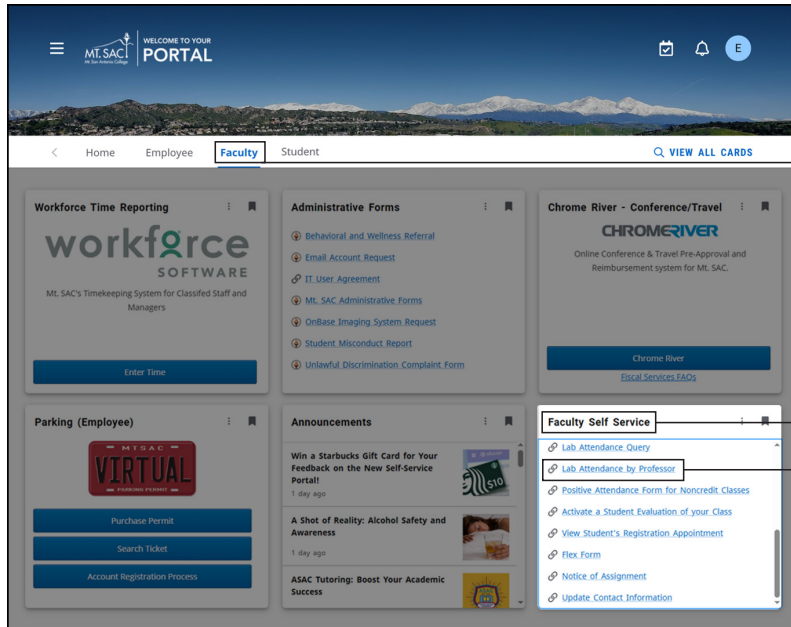 WELCOME TO YOUR
MT. SAC
PORTAL
Mt. San Antonio College
E
Home
Employee
Faculty
Student
VIEW ALL CARDS
Workforce Time Reporting
workforce
SOFTWARE
Mt. SAC's Timekeeping System for Classifed Staff and
Managers
Enter Time
Administrative Forms
Behavioral and Wellness Referral
Email Account Request
IT User Agreement
Mt. SAC Administrative Forms
OnBase Imaging System Request
Student Misconduct Report
Unlawful Discrimination Complaint Form
Chrome River - Conference/Travel
CHROMERIVER
Online Conference & Travel Pre-Approval and
Reimbursement system for Mt. SAC.
Chrome River
Fiscal Services FAQs
Parking (Employee)
MTSAC
VIRTUAL
PARKING PERMIT
Purchase Permit
Search Ticket
Account Registration Process
Announcements
Win a Starbucks Gift Card for Your
Feedback on the New Self-Service
Portal!
1 day ago
$10
A Shot of Reality: Alcohol Safety and
Awareness
1 day ago
ASAC Tutoring: Boost Your Academic
Success
Faculty Self Service
Lab Attendance Query
Lab Attendance by Professor
Positive Attendance Form for Noncredit Classes
Activate a Student Evaluation of your Class
View Student's Registration Appointment
Flex Form
Notice of Assignment
Update Contact Information